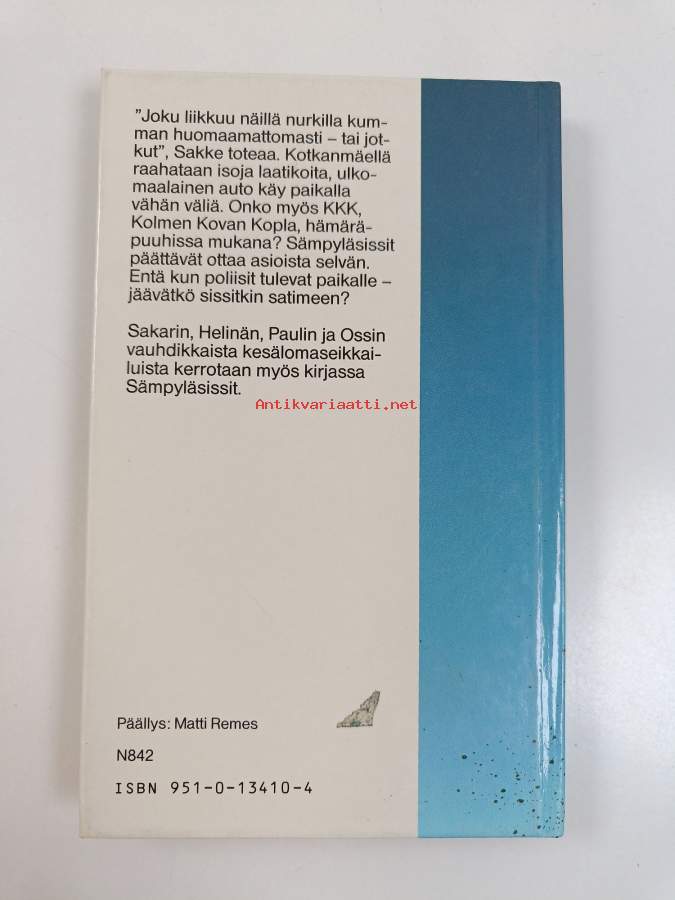 ”Joku liikkuu näillä nurkilla kum-
man huomaamattomasti – tai jot-
kut”, Sakke toteaa. Kotkanmäellä
raahataan isoja laatikoita, ulko-
maalainen auto käy paikalla
vähän väliä. Onko myös KKK,
Kolmen Kovan Kopla, hämärä-
puuhissa mukana? Sämpyläsissit
päättävät ottaa asioista selvän.
Entä kun poliisit tulevat paikalle –
jäävätkö sissitkin satimeen?
Sakarin, Helinän, Paulin ja Ossin
vauhdikkaista kesälomaseikkai-
luista kerrotaan myös kirjassa
Sämpyläsissit.
Antikvariaatti.net
Päällys: Matti Remes
N842
ISBN 951-0-13410-4